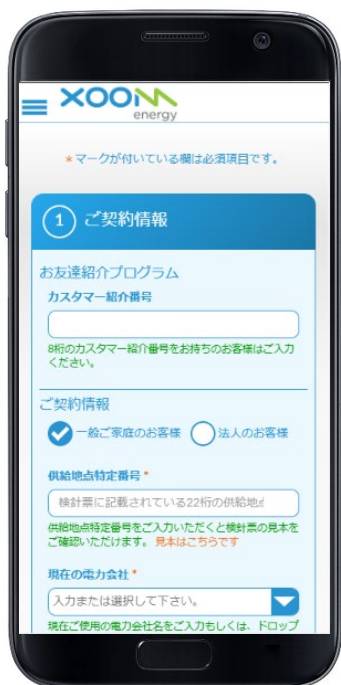 XOOM
energy
*マークが付いている欄は必須項目です。
1 ご契約情報
お友達紹介プログラム
カスタマー紹介番号
8桁のカスタマー紹介番号をお持ちのお客様はご入力
ください。
ご契約情報
一般ご家庭のお客様 法人のお客様
供給地点特定番号*
検針票に記載されている22桁の供給地点
供給地点特定番号をご入力いただくと検針票の見本を
ご確認いただけます。 見本はこちらです
現在の電力会社*
入力または選択して下さい。
現在ご使用の電力会社名をご入力もしくは、ドロップ